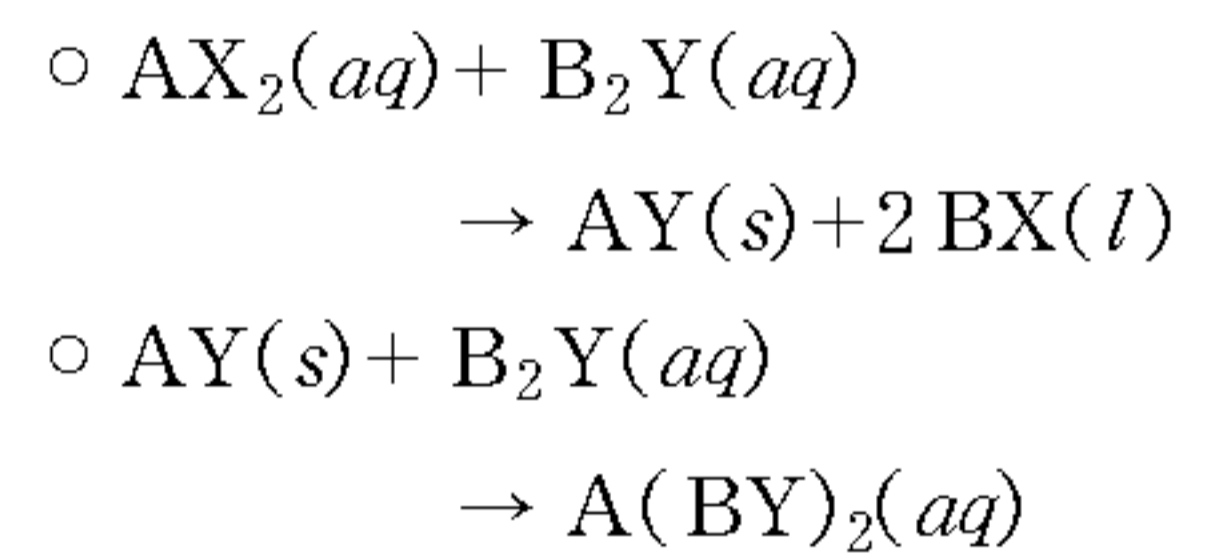 ○ AX₂(aq)+ B₂Y(aq)
→ AY(s)+2 BX(l)
○ AY(s)+ B₂Y(aq)
→ A( BY)₂(aq)